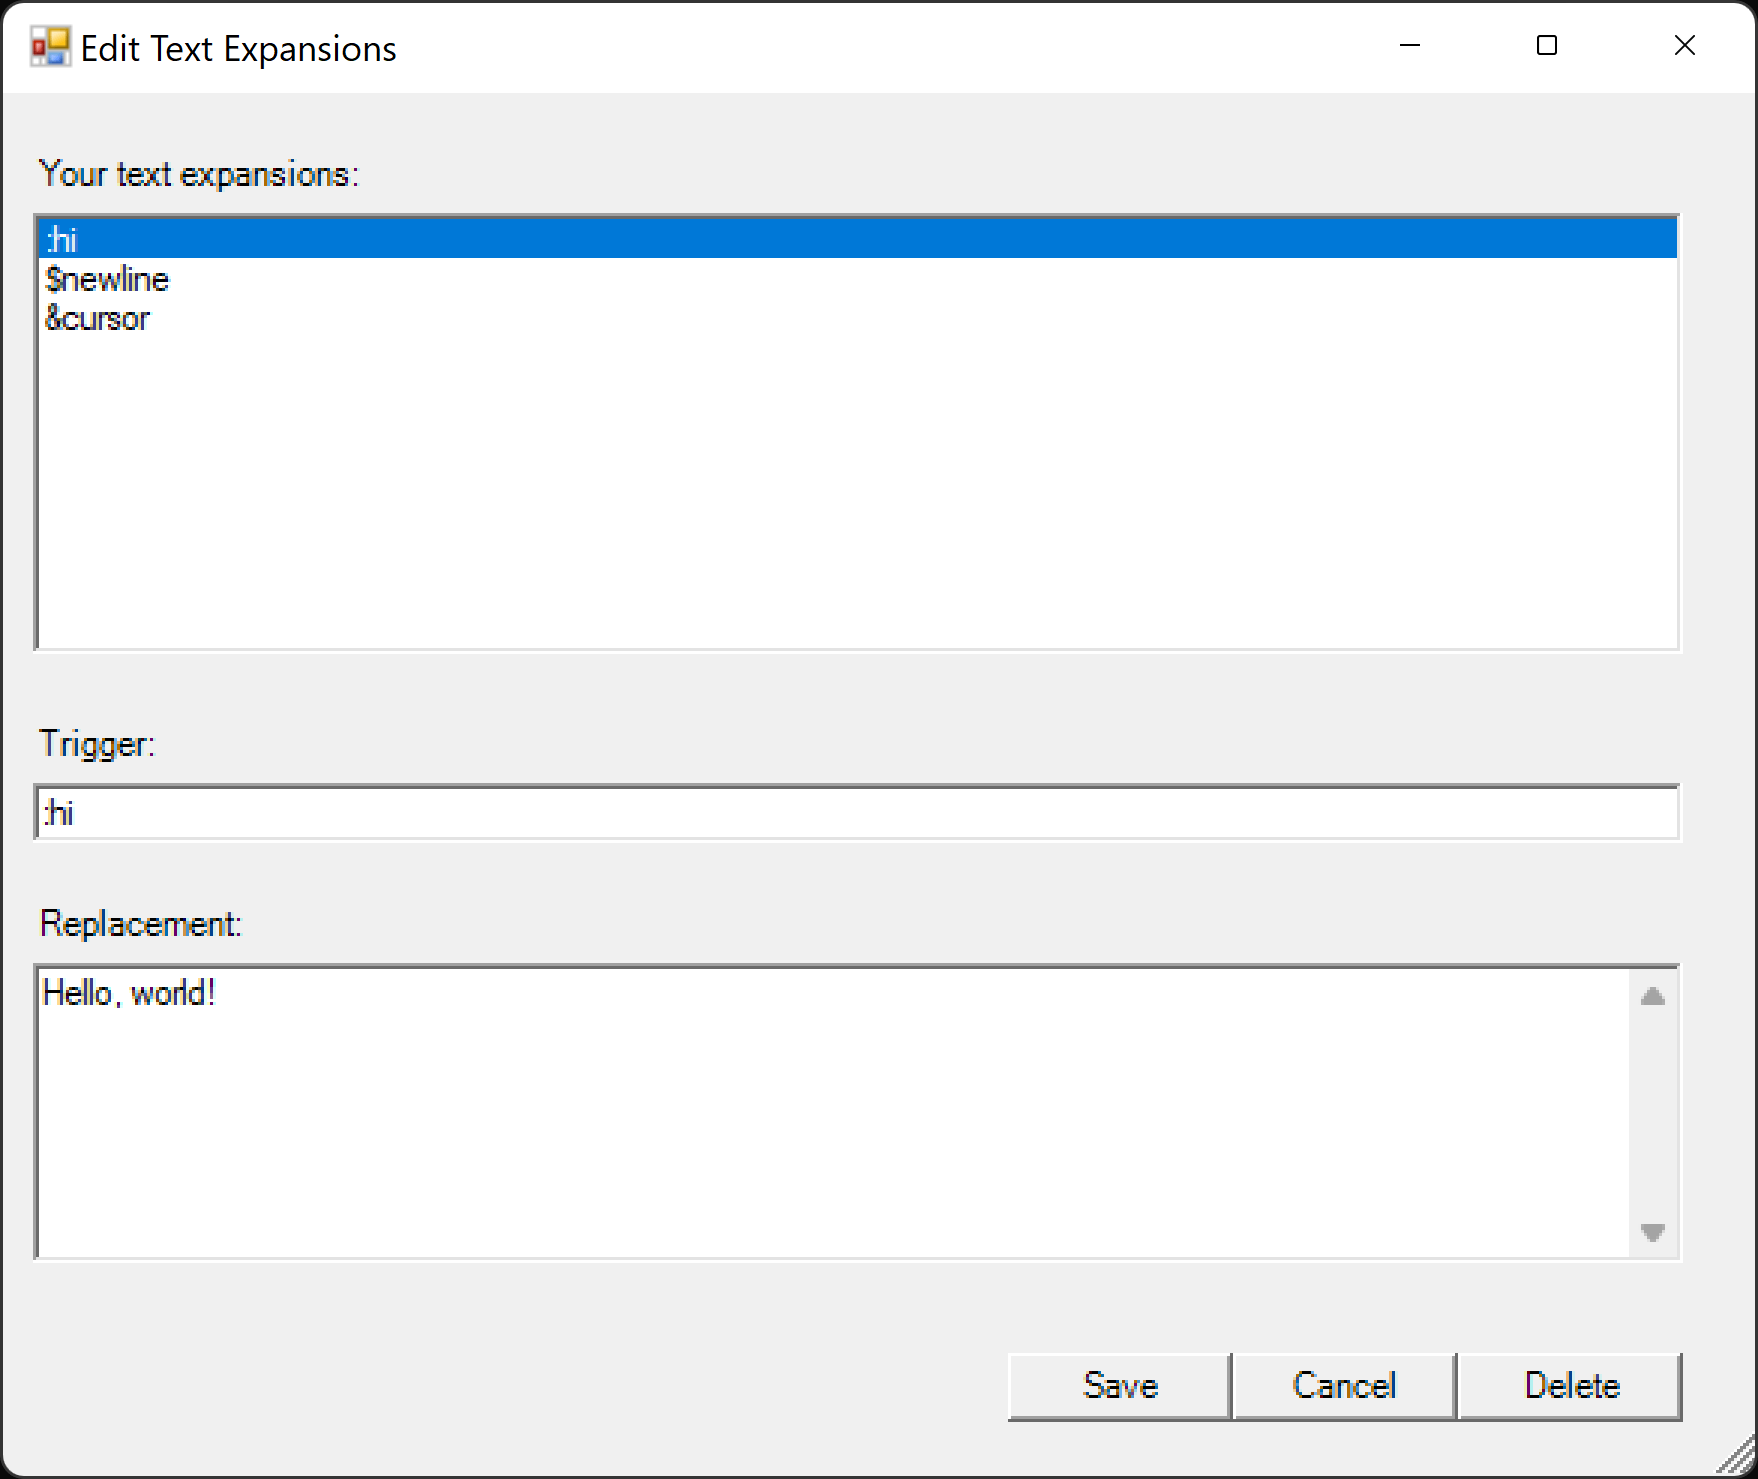 Edit Text Expansions
Your text expansions:
:hi
$newline
&cursor
Trigger:
:hi
Replacement:
Hello, world!
Save Cancel Delete